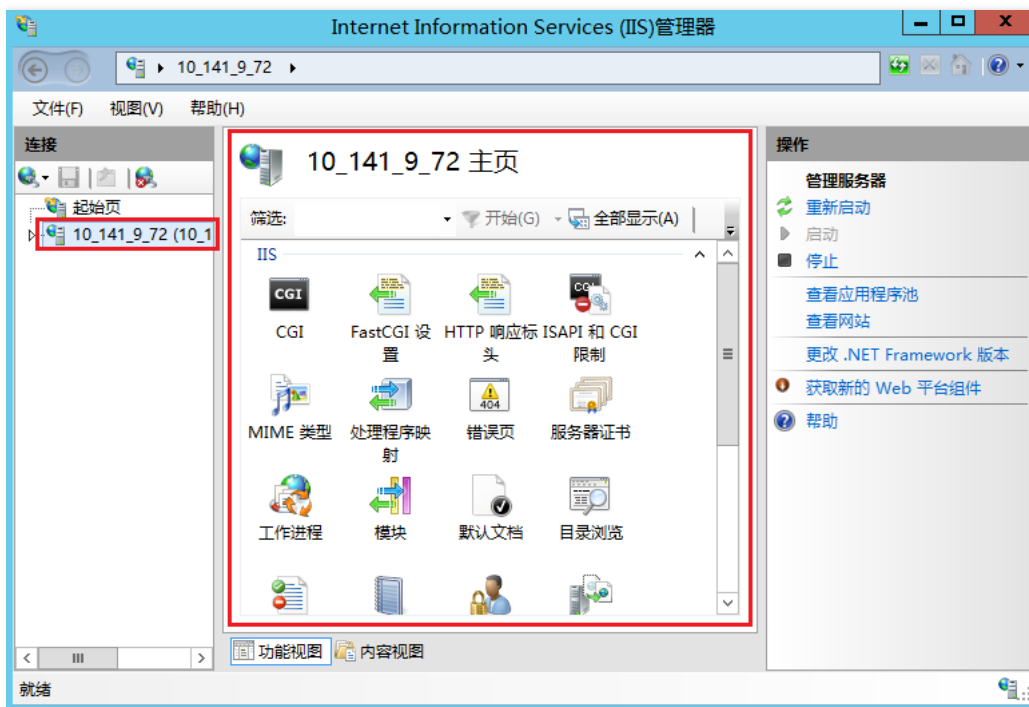 Internet Information Services (IIS)管理器
10_141_9_72
文件(F) 视图(V) 帮助(H)
连接
起始页
10_141_9_72 (10_1
10_141_9_72 主页
筛选: 开始(G) 全部显示(A)
IIS
CGI
CGI
FastCGI 设置
HTTP 响应标头
CGI
ISAPI 和 CGI 限制
MIME 类型
处理程序映射
404
错误页
服务器证书
工作进程
模块
默认文档
目录浏览
功能视图 内容视图
操作
管理服务器
重新启动
启动
停止
查看应用程序池
查看网站
更改 .NET Framework 版本
获取新的 Web 平台组件
帮助
就绪